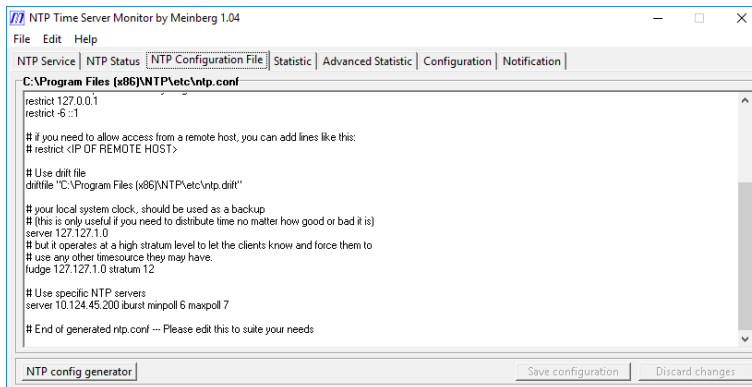 NTP Time Server Monitor by Meinberg 1.04
File Edit Help
NTP Service NTP Status NTP Configuration File Statistic Advanced Statistic Configuration Notification
C:\Program Files (x86)\NTP\etc\ntp.conf
restrict 127.0.0.1
restrict -6 ::1
# if you need to allow access from a remote host, you can add lines like this:
# restrict <IP OF REMOTE HOST>
# Use drift file
driftfile "C:\Program Files (x86)\NTP\etc\ntp.drift"
# your local system clock, should be used as a backup
# (this is only useful if you need to distribute time no matter how good or bad it is)
server 127.127.1.0
# but it operates at a high stratum level to let the clients know and force them to
# use any other timesource they may have.
fudge 127.127.1.0 stratum 12
# Use specific NTP servers
server 10.124.45.200 iburst minpoll 6 maxpoll 7
# End of generated ntp.conf --- Please edit this to suite your needs
NTP config generator Save configuration Discard changes